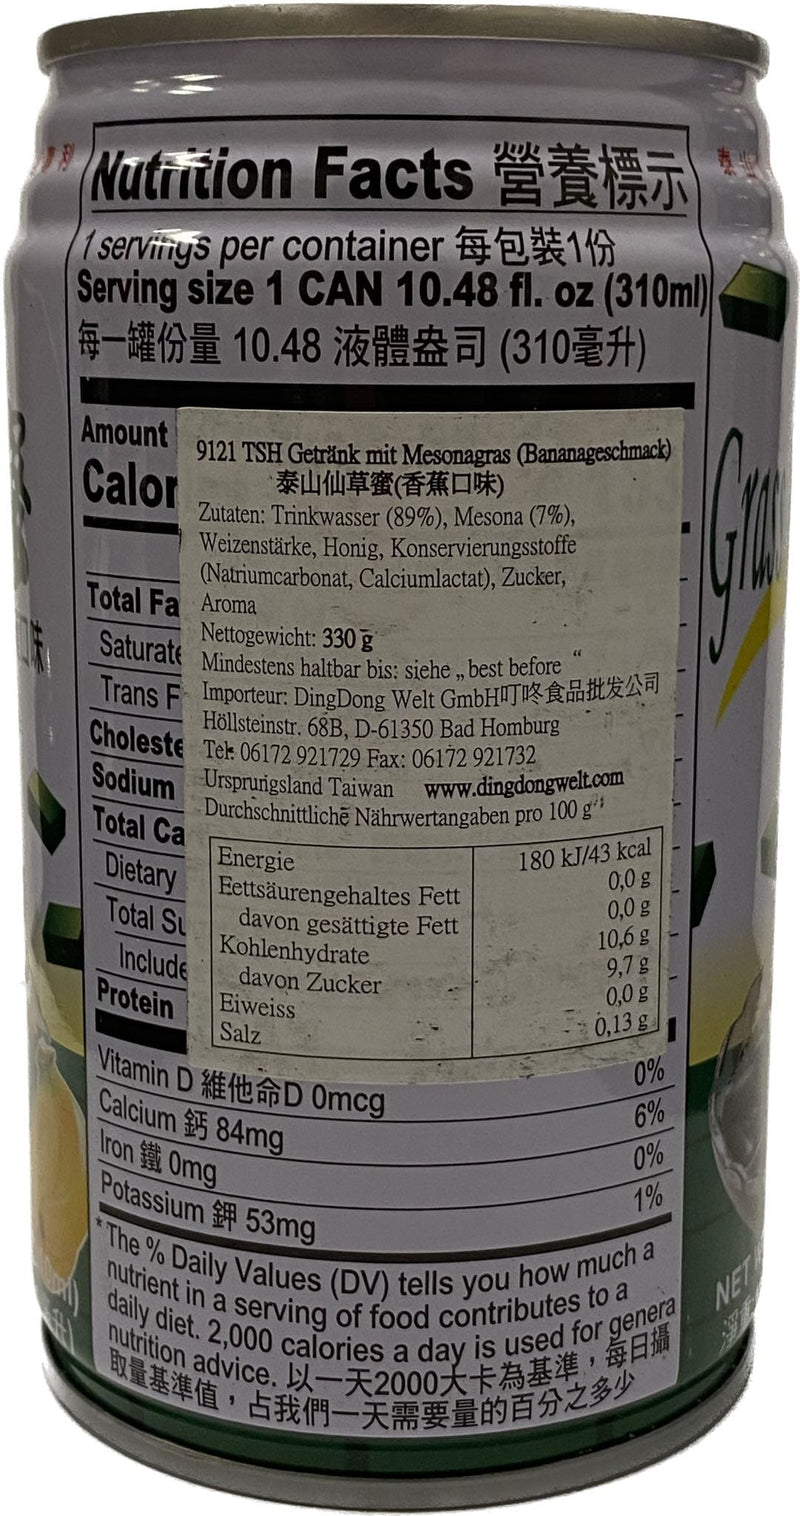 Nutrition Facts 營養標示
1 servings per container 每包裝1份
Serving size 1 CAN 10.48 fl. oz (310ml)
每一罐份量 10.48 液體盎司 (310毫升)
Amount
Calor
Total Fa
Saturate
Trans F
Choleste
Sodium
Total Ca
Dietary
Total Su
Include
Protein
9121 TSH Getränk mit Mesonagras (Bananageschmack)
泰山仙草蜜(香蕉口味)
Zutaten: Trinkwasser (89%), Mesona (7%),
Weizenstärke, Honig, Konservierungsstoffe
(Natriumcarbonat, Calciumlactat), Zucker,
Aroma
Nettogewicht: 330 g
Mindestens haltbar bis: siehe „ best before “
Importeur: DingDong Welt GmbH叮咚食品批发公司
Höllsteinstr. 68B, D-61350 Bad Homburg
Tel: 06172 921729 Fax: 06172 921732
Ursprungsland Taiwan www.dingdongwelt.com
Durchschnittliche Nährwertangaben pro 100 g
Energie 180 kJ/43 kcal
Eettsäurengehaltes Fett 0,0 g
davon gesättigte Fett 0,0 g
Kohlenhydrate 10,6 g
davon Zucker 9,7 g
Eiweiss 0,0 g
Salz 0,13 g
Vitamin D 維他命D 0mcg 0%
Calcium 鈣 84mg 6%
Iron 鐵 0mg 0%
Potassium 鉀 53mg 1%
* The % Daily Values (DV) tells you how much a
nutrient in a serving of food contributes to a
daily diet. 2,000 calories a day is used for genera
nutrition advice. 以一天2000大卡為基準，每日攝
取量基準值，占我們一天需要量的百分之多少
Gras
NET
口味
泰山